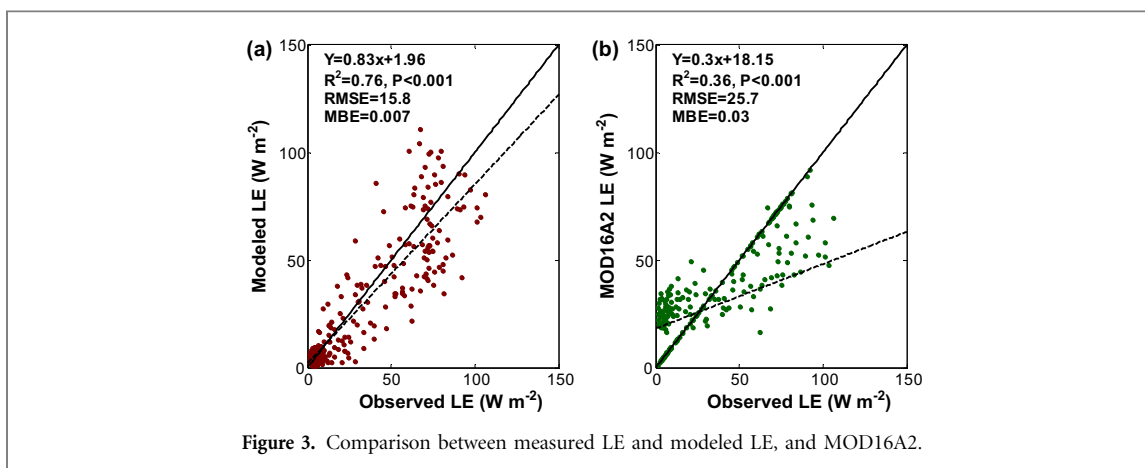 (a)
Y=0.83x+1.96
R²=0.76, P<0.001
RMSE=15.8
MBE=0.007
150
100
50
0
Modeled LE (W m⁻²)
0 50 100 150
Observed LE (W m⁻²)
(b)
Y=0.3x+18.15
R²=0.36, P<0.001
RMSE=25.7
MBE=0.03
150
100
50
0
MOD16A2 LE (W m⁻²)
0 50 100 150
Observed LE (W m⁻²)
Figure 3. Comparison between measured LE and modeled LE, and MOD16A2.